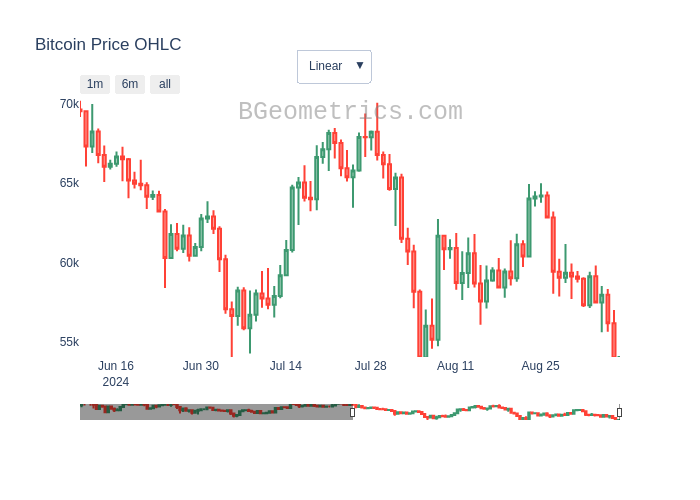 Bitcoin Price OHLC
Linear ▼
1m 6m all
BGeometrics.com
70k
65k
60k
55k
Jun 16 Jun 30 Jul 14 Jul 28 Aug 11 Aug 25
2024